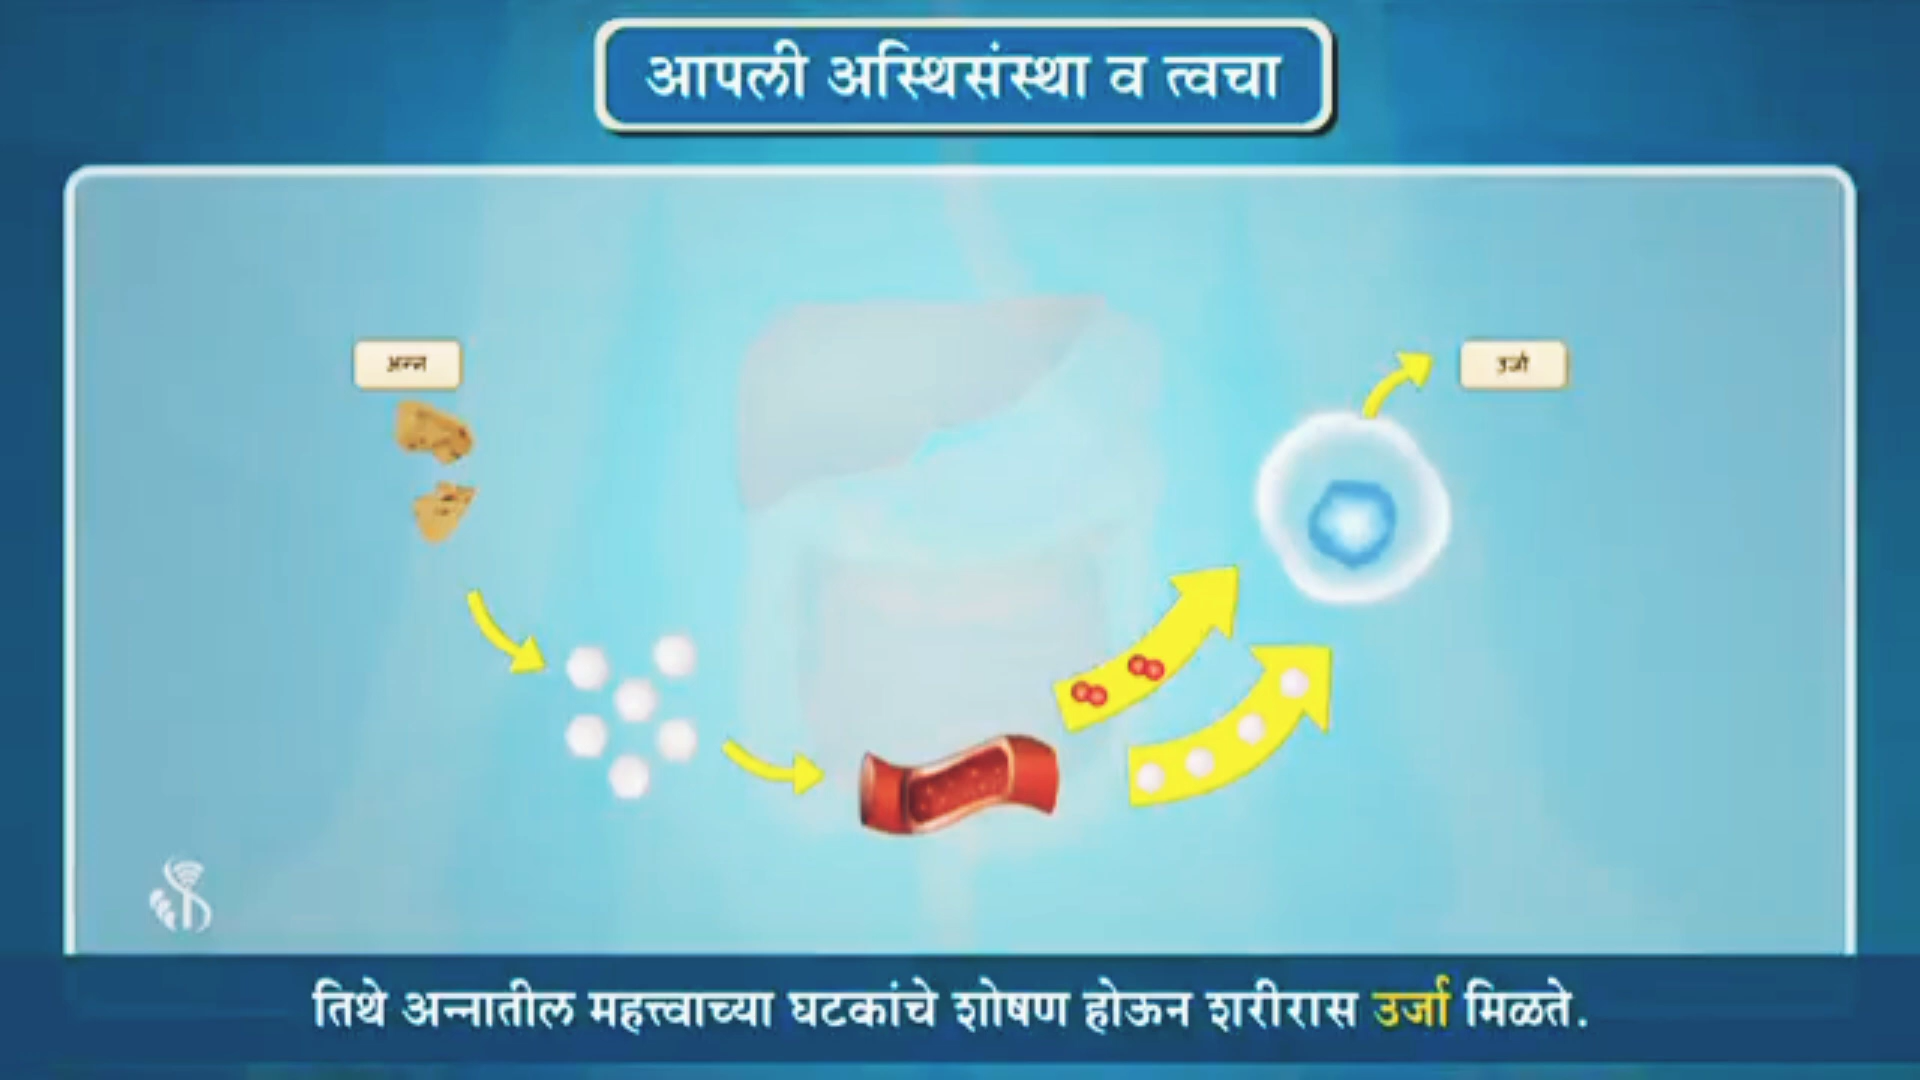 आपली अस्थिसंस्था व त्वचा
अन्न
उर्जा
तिथे अन्नातील महत्त्वाच्या घटकांचे शोषण होऊन शरीरास उर्जा मिळते.